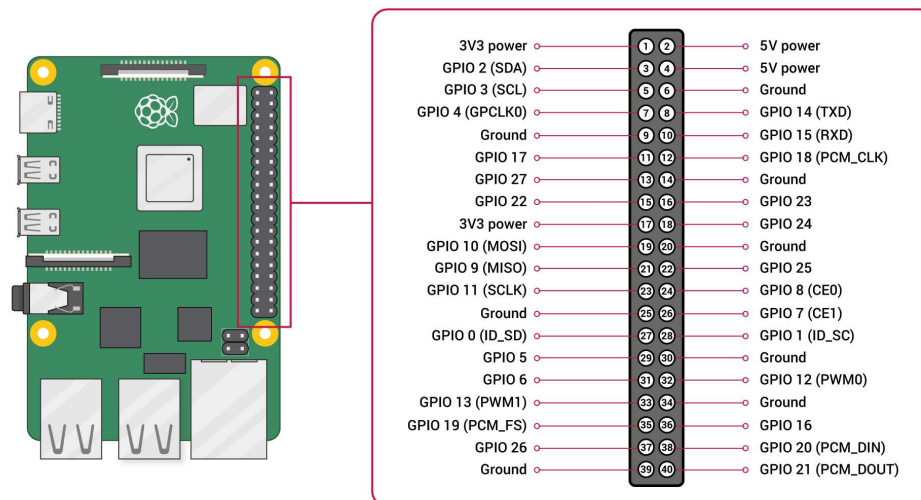 3V3 power 1 2 5V power
GPIO 2 (SDA) 3 4 5V power
GPIO 3 (SCL) 5 6 Ground
GPIO 4 (GPCLK0) 7 8 GPIO 14 (TXD)
Ground 9 10 GPIO 15 (RXD)
GPIO 17 11 12 GPIO 18 (PCM_CLK)
GPIO 27 13 14 Ground
GPIO 22 15 16 GPIO 23
3V3 power 17 18 GPIO 24
GPIO 10 (MOSI) 19 20 Ground
GPIO 9 (MISO) 21 22 GPIO 25
GPIO 11 (SCLK) 23 24 GPIO 8 (CE0)
Ground 25 26 GPIO 7 (CE1)
GPIO 0 (ID_SD) 27 28 GPIO 1 (ID_SC)
GPIO 5 29 30 Ground
GPIO 6 31 32 GPIO 12 (PWM0)
GPIO 13 (PWM1) 33 34 Ground
GPIO 19 (PCM_FS) 35 36 GPIO 16
GPIO 26 37 38 GPIO 20 (PCM_DIN)
Ground 39 40 GPIO 21 (PCM_DOUT)